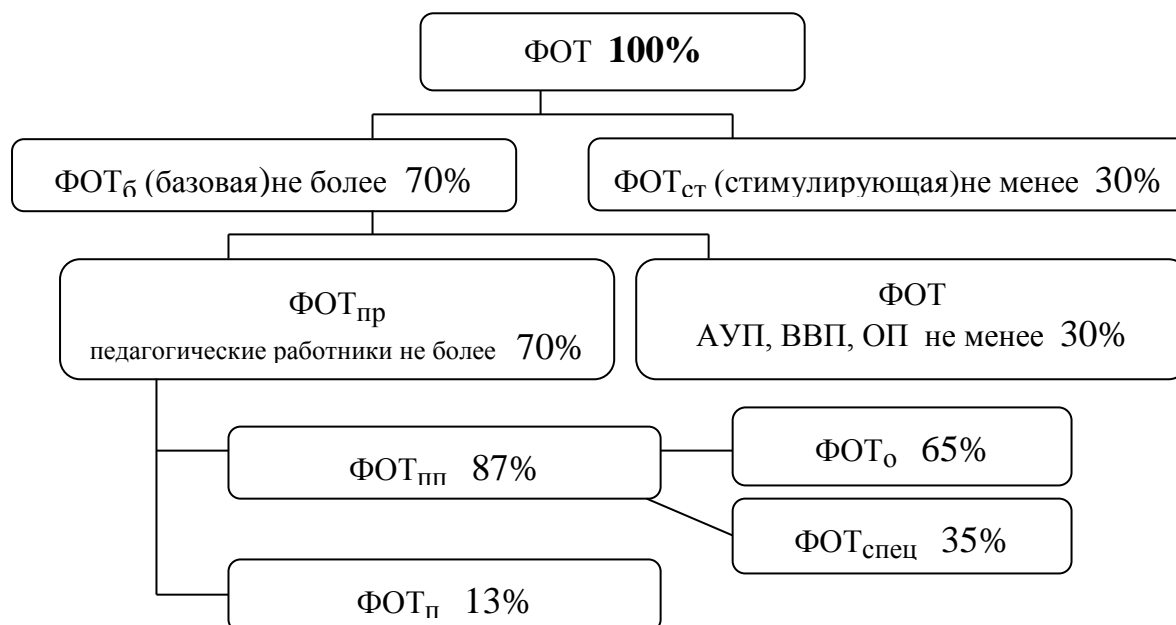 ФОТ 100%
ФОТб (базовая)не более 70%
ФОТст (стимулирующая)не менее 30%
ФОТпр
педагогические работники не более 70%
ФОТ
АУП, ВВП, ОП не менее 30%
ФОТпп 87%
ФОТо 65%
ФОТспец 35%
ФОТп 13%